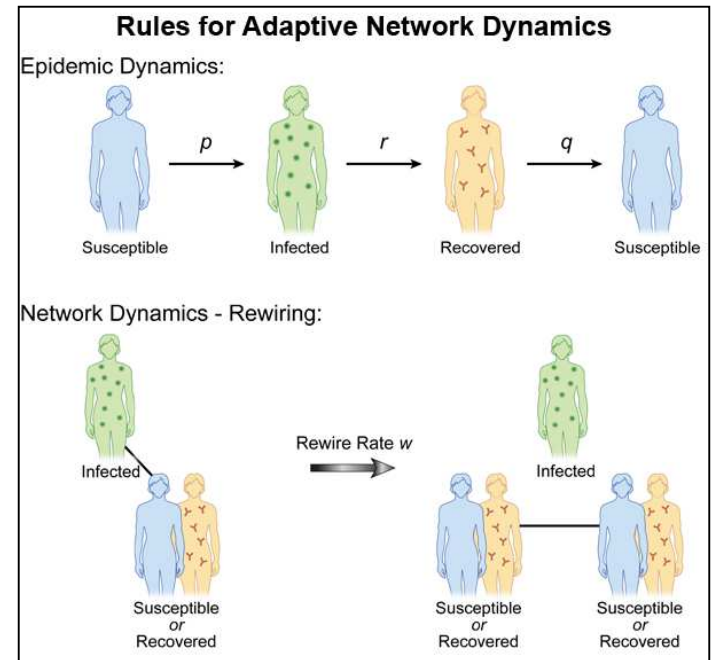 Rules for Adaptive Network Dynamics
Epidemic Dynamics:
p
r
q
Susceptible
Infected
Recovered
Susceptible
Network Dynamics - Rewiring:
Infected
Rewire Rate w
Infected
Susceptible
or
Recovered
Susceptible
or
Recovered
Susceptible
or
Recovered